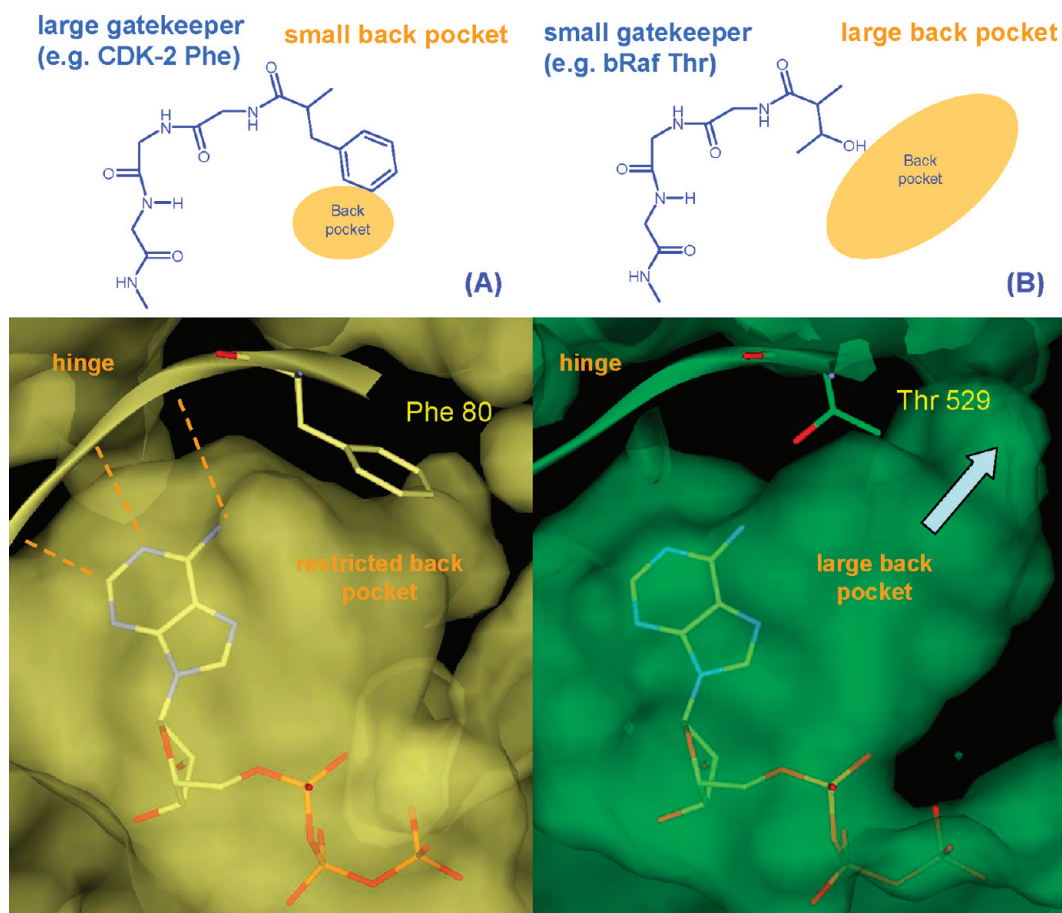 large gatekeeper
(e.g. CDK-2 Phe)
small back pocket
O
N
H
H
N
O
N
H
O
O
N
H
O
HN
Back
pocket
(A)
small gatekeeper
(e.g. bRaf Thr)
large back pocket
O
H
N
N
H
O
OH
O
N
H
O
HN
Back
pocket
(B)
hinge
Phe 80
restricted back
pocket
hinge
Thr 529
large back
pocket